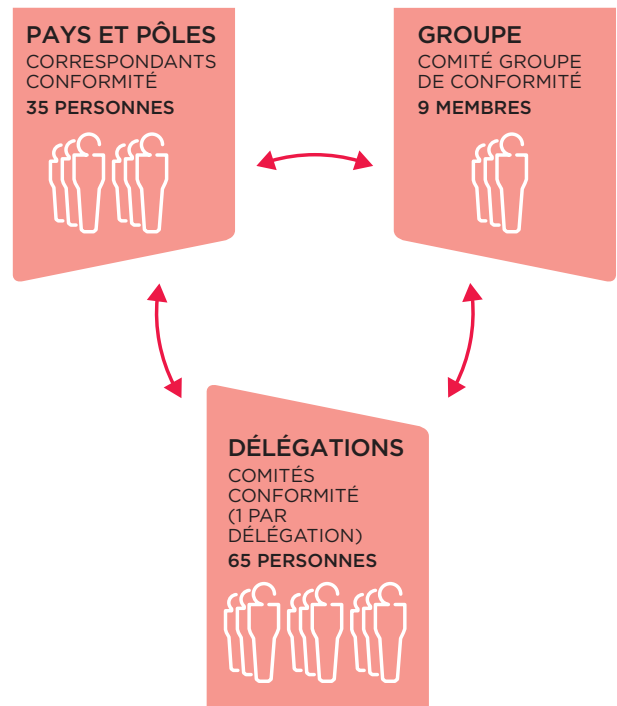 PAYS ET PÔLES
CORRESPONDANTS
CONFORMITÉ
35 PERSONNES
GROUPE
COMITÉ GROUPE
DE CONFORMITÉ
9 MEMBRES
DÉLÉGATIONS
COMITÉS
CONFORMITÉ
(1 PAR
DÉLÉGATION)
65 PERSONNES